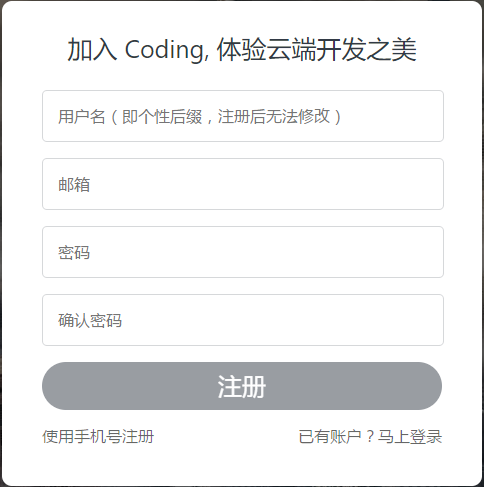 加入 Coding, 体验云端开发之美
用户名（即个性后缀，注册后无法修改）
邮箱
密码
确认密码
注册
使用手机号注册 已有账户？马上登录